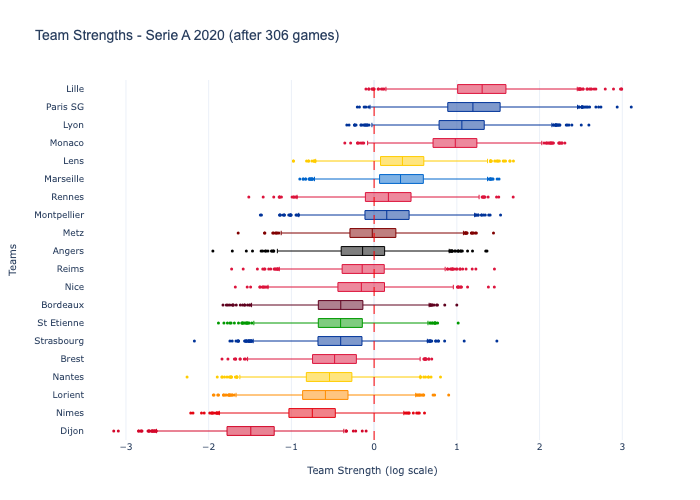 Team Strengths - Serie A 2020 (after 306 games)
Lille
Paris SG
Lyon
Monaco
Lens
Marseille
Rennes
Montpellier
Metz
Angers
Reims
Nice
Bordeaux
St Etienne
Strasbourg
Brest
Nantes
Lorient
Nimes
Dijon
Teams
−3 −2 −1 0 1 2 3
Team Strength (log scale)